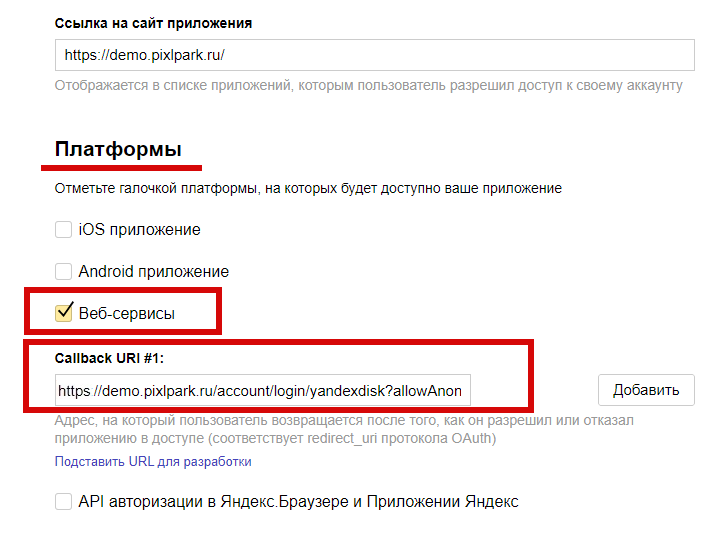 Ссылка на сайт приложения
https://demo.pixlpark.ru/
Отображается в списке приложений, которым пользователь разрешил доступ к своему аккаунту
Платформы
Отметьте галочкой платформы, на которых будет доступно ваше приложение
iOS приложение
Android приложение
Веб-сервисы
Callback URI #1:
https://demo.pixlpark.ru/account/login/yandexdisk?allowAnon
Добавить
Адрес, на который пользователь возвращается после того, как он разрешил или отказал
приложению в доступе (соответствует redirect_uri протокола OAuth)
Подставить URL для разработки
API авторизации в Яндекс.Браузере и Приложении Яндекс